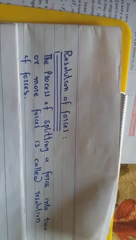 Resolution of forces:
The process of splitting a force into two
or more forces is called resolution
of forces.